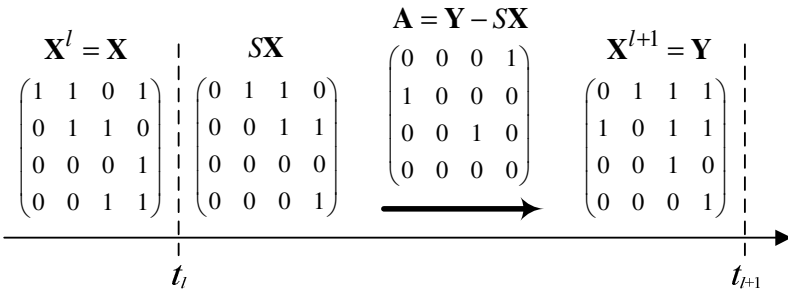 A = Y − SX
X^l = X
SX
X^{l+1} = Y
1 1 0 1
0 1 1 0
0 0 0 1
0 0 1 1
0 1 1 0
0 0 1 1
0 0 0 0
0 0 0 1
0 0 0 1
1 0 0 0
0 0 1 0
0 0 0 0
0 1 1 1
1 0 1 1
0 0 1 0
0 0 0 1
t_l
t_{l+1}